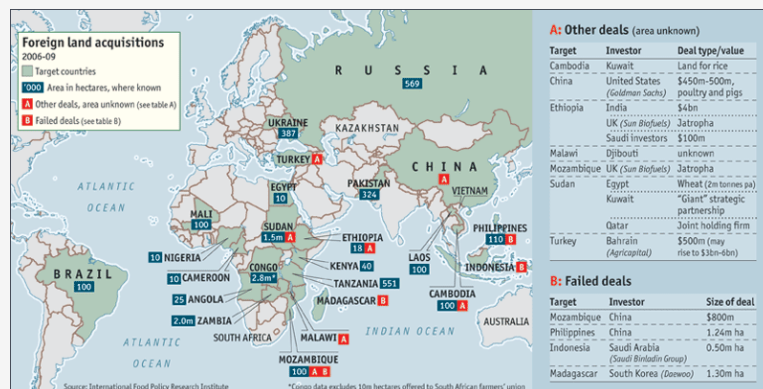 Foreign land acquisitions
2006-09
Target countries
'000 Area in hectares, where known
A Other deals, area unknown (see table A)
B Failed deals (see table B)
RUSSIA
569
UKRAINE
387
KAZAKHSTAN
TURKEY A
CHINA
A
ATLANTIC
OCEAN
EGYPT
10
PAKISTAN
324
VIETNAM
MALI
100
SUDAN
1.5m A
ETHIOPIA
18 A
PHILIPPINES
110 B
10 NIGERIA
LAOS
100
INDONESIA B
BRAZIL
100
10 CAMEROON
CONGO
2.8m*
KENYA 40
TANZANIA 551
CAMBODIA
100 A
25 ANGOLA
MADAGASCAR B
2.0m ZAMBIA
INDIAN OCEAN
AUSTRALIA
ATLANTIC
OCEAN
SOUTH AFRICA
MALAWI A
MOZAMBIQUE
100 A B
Source: International Food Policy Research Institute
*Congo data excludes 10m hectares offered to South African farmers' union
A: Other deals (area unknown)
Target Investor Deal type/value
Cambodia Kuwait Land for rice
China United States $450m-500m,
(Goldman Sachs) poultry and pigs
Ethiopia India $4bn
UK (Sun Biofuels) Jatropha
Saudi investors $100m
Malawi Djibouti unknown
Mozambique UK (Sun Biofuels) Jatropha
Sudan Egypt Wheat (2m tonnes pa)
Kuwait "Giant" strategic
partnership
Qatar Joint holding firm
Turkey Bahrain $500m (may
(Agricapital) rise to $3bn-6bn)
B: Failed deals
Target Investor Size of deal
Mozambique China $800m
Philippines China 1.24m ha
Indonesia Saudi Arabia 0.50m ha
(Saudi Binladin Group)
Madagascar South Korea (Daewoo) 1.30m ha